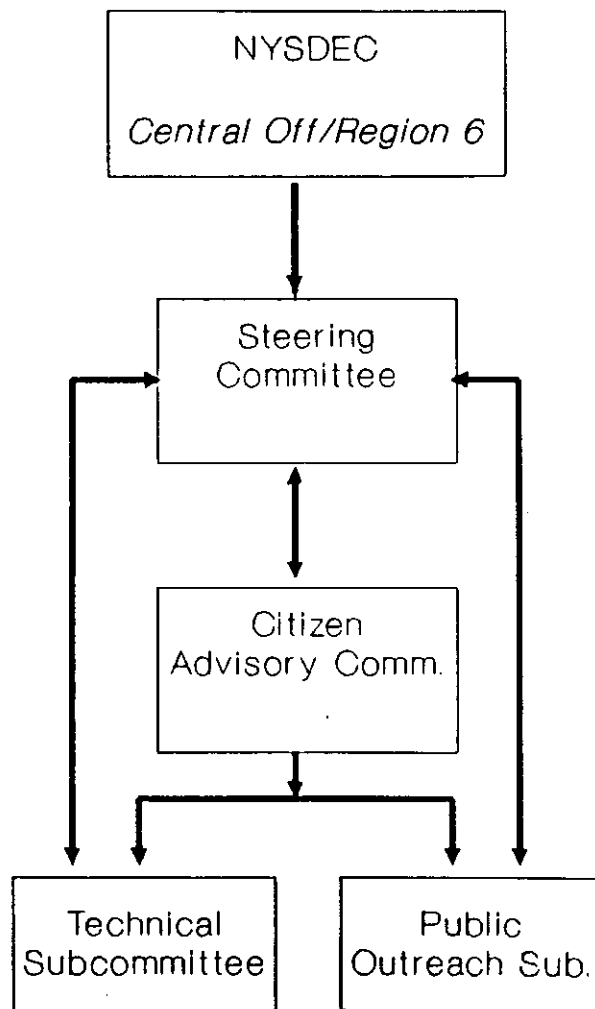 NYSDEC
Central Off/Region 6
Steering
Committee
Citizen
Advisory Comm.
Technical
Subcommittee
Public
Outreach Sub.